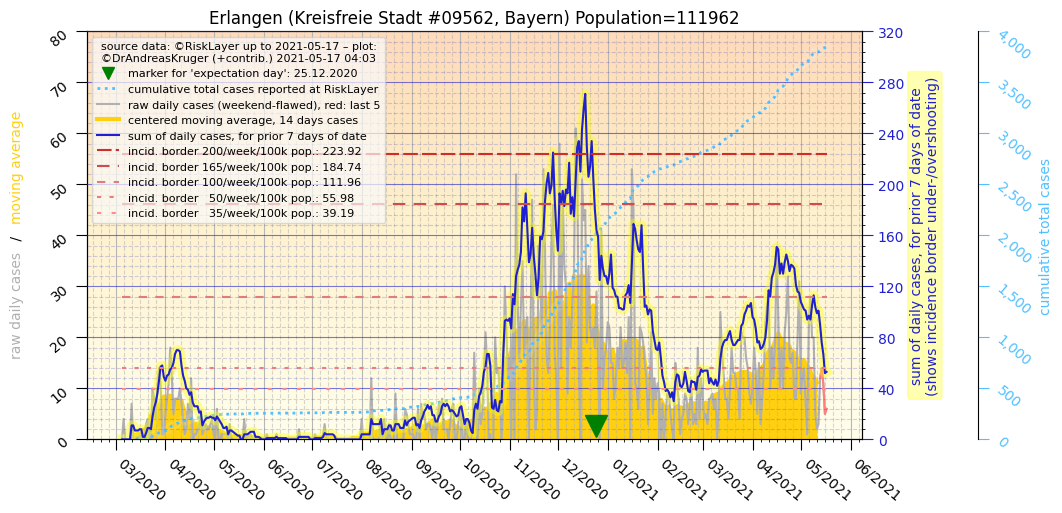 Erlangen (Kreisfreie Stadt #09562, Bayern) Population=111962
source data: ©RiskLayer up to 2021-05-17 – plot:
©DrAndreasKruger (+contrib.) 2021-05-17 04:03
marker for 'expectation day': 25.12.2020
cumulative total cases reported at RiskLayer
raw daily cases (weekend-flawed), red: last 5
centered moving average, 14 days cases
sum of daily cases, for prior 7 days of date
incid. border 200/week/100k pop.: 223.92
incid. border 165/week/100k pop.: 184.74
incid. border 100/week/100k pop.: 111.96
incid. border   50/week/100k pop.: 55.98
incid. border   35/week/100k pop.: 39.19
raw daily cases   /   moving average
80
70
60
50
40
30
20
10
0
320
280
240
200
160
120
80
40
0
sum of daily cases, for prior 7 days of date
(shows incidence border under-/overshooting)
4,000
3,500
3,000
2,500
2,000
1,500
1,000
500
0
cumulative total cases
03/2020
04/2020
05/2020
06/2020
07/2020
08/2020
09/2020
10/2020
11/2020
12/2020
01/2021
02/2021
03/2021
04/2021
05/2021
06/2021